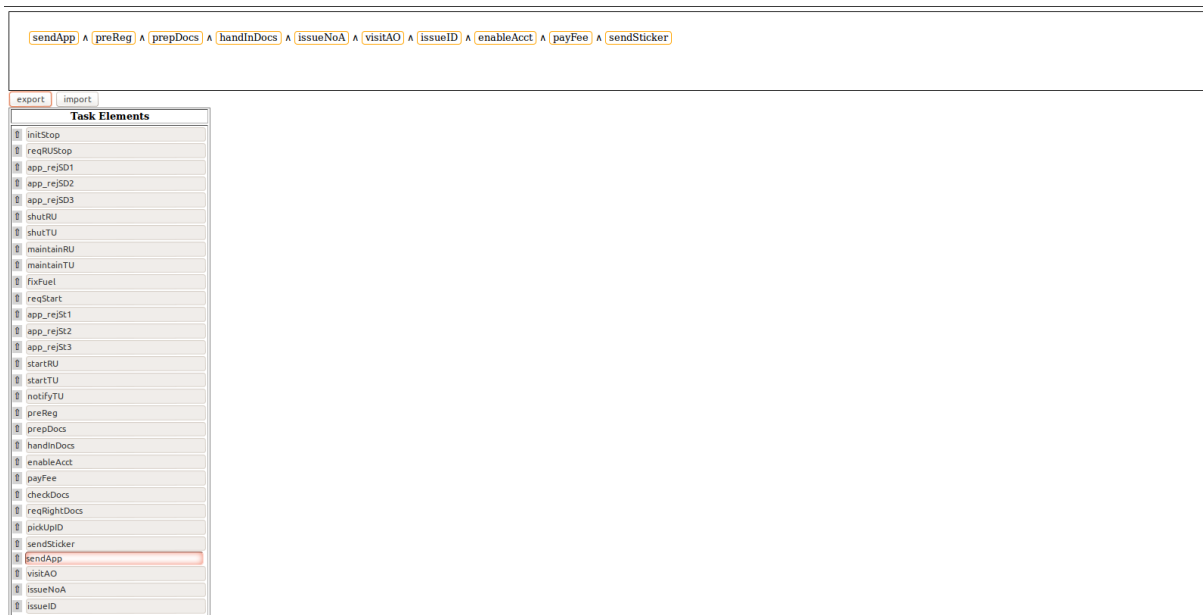 sendApp ∧ preReg ∧ prepDocs ∧ handInDocs ∧ issueNoA ∧ visitAO ∧ issueID ∧ enableAcct ∧ payFee ∧ sendSticker
export import
Task Elements
⇧ initStop
⇧ reqRUStop
⇧ app_rejSD1
⇧ app_rejSD2
⇧ app_rejSD3
⇧ shutRU
⇧ shutTU
⇧ maintainRU
⇧ maintainTU
⇧ fixFuel
⇧ reqStart
⇧ app_rejSt1
⇧ app_rejSt2
⇧ app_rejSt3
⇧ startRU
⇧ startTU
⇧ notifyTU
⇧ preReg
⇧ prepDocs
⇧ handInDocs
⇧ enableAcct
⇧ payFee
⇧ checkDocs
⇧ reqRightDocs
⇧ pickUpID
⇧ sendSticker
⇧ sendApp
⇧ visitAO
⇧ issueNoA
⇧ issueID